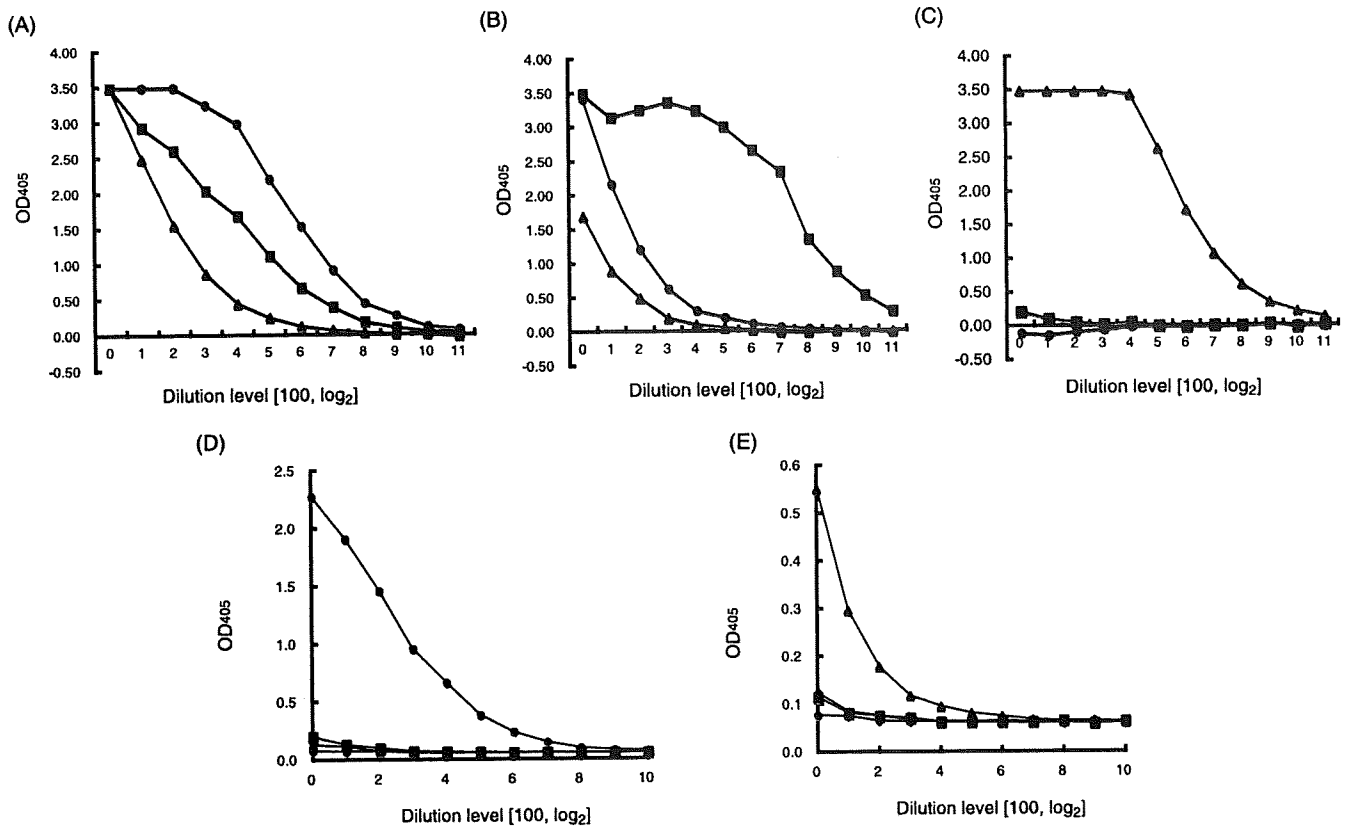 (A)
4.00
3.50
3.00
2.50
2.00
1.50
1.00
0.50
0.00
-0.50
OD405
0 1 2 3 4 5 6 7 8 9 10 11
Dilution level [100, log2]
(B)
4.00
3.50
3.00
2.50
2.00
1.50
1.00
0.50
0.00
-0.50
OD405
0 1 2 3 4 5 6 7 8 9 10 11
Dilution level [100, log2]
(C)
4.00
3.50
3.00
2.50
2.00
1.50
1.00
0.50
0.00
-0.50
OD405
0 1 2 3 4 5 6 7 8 9 10 11
Dilution level [100, log2]
(D)
2.5
2.0
1.5
1.0
0.5
0.0
OD405
0 2 4 6 8 10
Dilution level [100, log2]
(E)
0.6
0.5
0.4
0.3
0.2
0.1
0.0
OD405
0 2 4 6 8 10
Dilution level [100, log2]